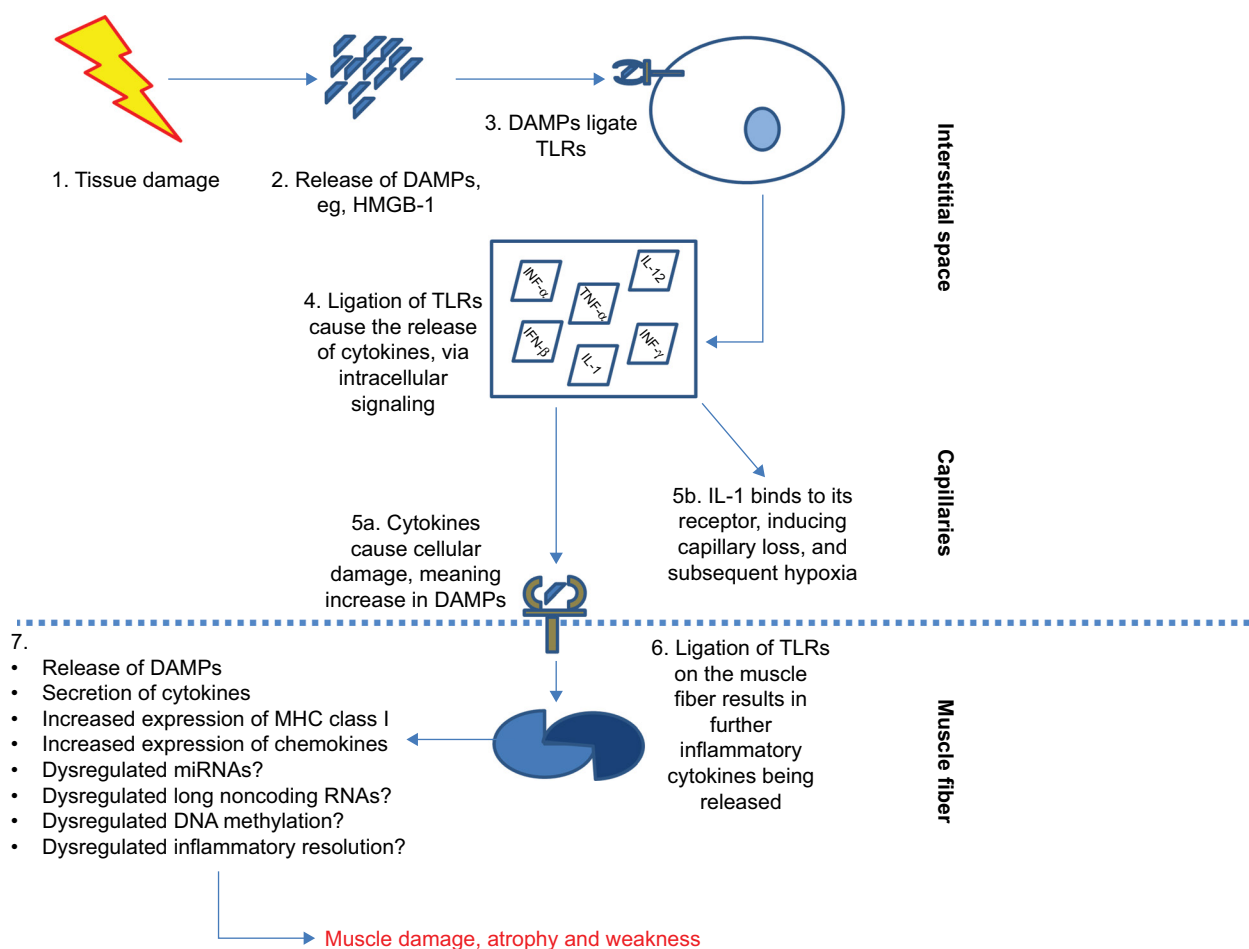 1. Tissue damage
2. Release of DAMPs,
eg, HMGB-1
3. DAMPs ligate
TLRs
Interstitial space
4. Ligation of TLRs
cause the release
of cytokines, via
intracellular
signaling
INF-α
TNF-α
IL-12
IFN-β
IL-1
INF-γ
Capillaries
5a. Cytokines
cause cellular
damage, meaning
increase in DAMPs
5b. IL-1 binds to its
receptor, inducing
capillary loss, and
subsequent hypoxia
6. Ligation of TLRs
on the muscle
fiber results in
further
inflammatory
cytokines being
released
Muscle fiber
7.
• Release of DAMPs
• Secretion of cytokines
• Increased expression of MHC class I
• Increased expression of chemokines
• Dysregulated miRNAs?
• Dysregulated long noncoding RNAs?
• Dysregulated DNA methylation?
• Dysregulated inflammatory resolution?
Muscle damage, atrophy and weakness